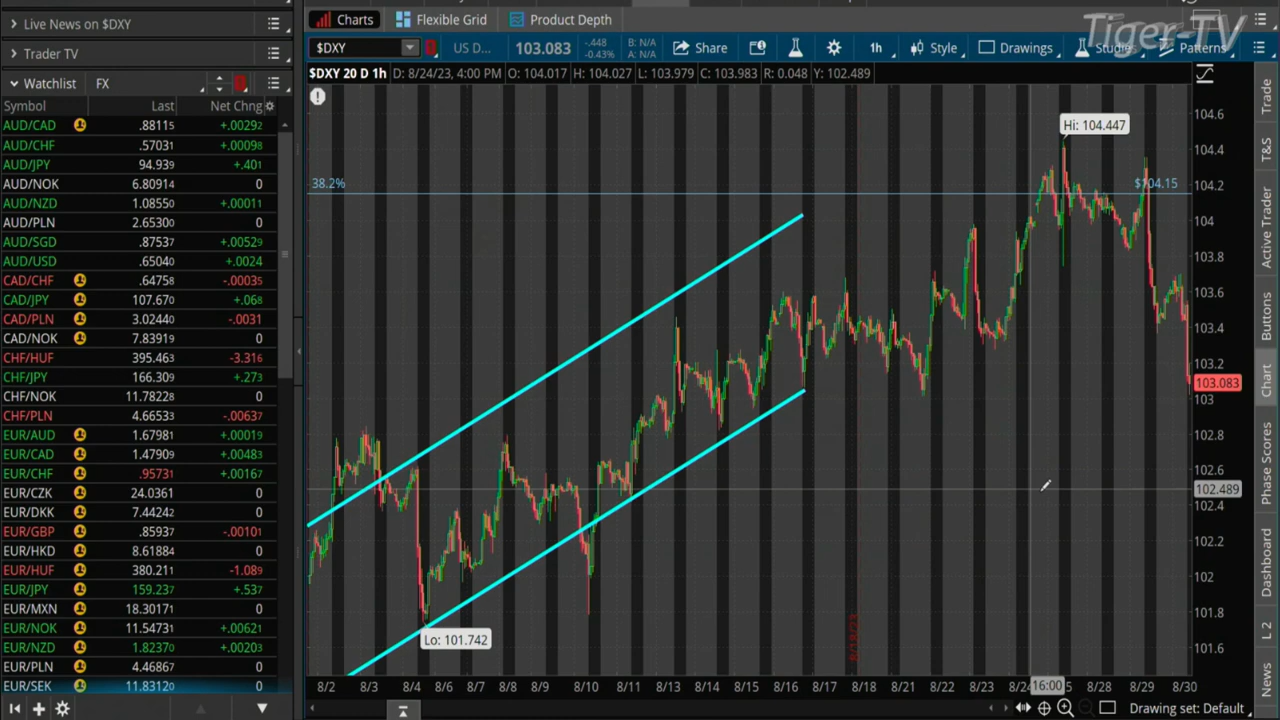 Live News on $DXY
Trader TV
Watchlist FX
Symbol Last Net Chng
AUD/CAD .88115 +.00292
AUD/CHF .57031 +.00098
AUD/JPY 94.939 +.401
AUD/NOK 6.80914 0
AUD/NZD 1.08550 +.00011
AUD/PLN 2.65300 0
AUD/SGD .87537 +.00529
AUD/USD .65040 +.0024
CAD/CHF .64758 -.00035
CAD/JPY 107.670 +.068
CAD/PLN 3.02440 -.0031
CAD/NOK 7.83919 0
CHF/HUF 395.463 -3.316
CHF/JPY 166.309 +.273
CHF/NOK 11.78228 0
CHF/PLN 4.66533 -.00637
EUR/AUD 1.67981 +.00019
EUR/CAD 1.47909 +.00483
EUR/CHF .95731 +.00167
EUR/CZK 24.0361 0
EUR/DKK 7.44242 0
EUR/GBP .85937 -.00101
EUR/HKD 8.61884 0
EUR/HUF 380.211 -1.089
EUR/JPY 159.237 +.537
EUR/MXN 18.30171 0
EUR/NOK 11.54731 +.00621
EUR/NZD 1.82370 +.00203
EUR/PLN 4.46867 0
EUR/SEK 11.83120 0
Charts Flexible Grid Product Depth
Tiger-TV
$DXY US D... 103.083 -.448 -0.43% B: N/A A: N/A Share 1h Style Drawings Studies Patterns
$DXY 20 D 1h D: 8/24/23, 4:00 PM O: 104.017 H: 104.027 L: 103.979 C: 103.983 R: 0.048 Y: 102.489
Hi: 104.447
38.2% $104.15
Lo: 101.742
8/18/23
104.6
104.4
104.2
104
103.8
103.6
103.4
103.2
103.083
103
102.8
102.6
102.489
102.4
102.2
102
101.8
101.6
8/2 8/3 8/4 8/6 8/7 8/8 8/9 8/10 8/11 8/13 8/14 8/15 8/16 8/17 8/18 8/21 8/22 8/23 8/24 16:00 5 8/28 8/29 8/30
Drawing set: Default
Trade
T&S
Active Trader
Buttons
Chart
Phase Scores
Dashboard
L 2
News